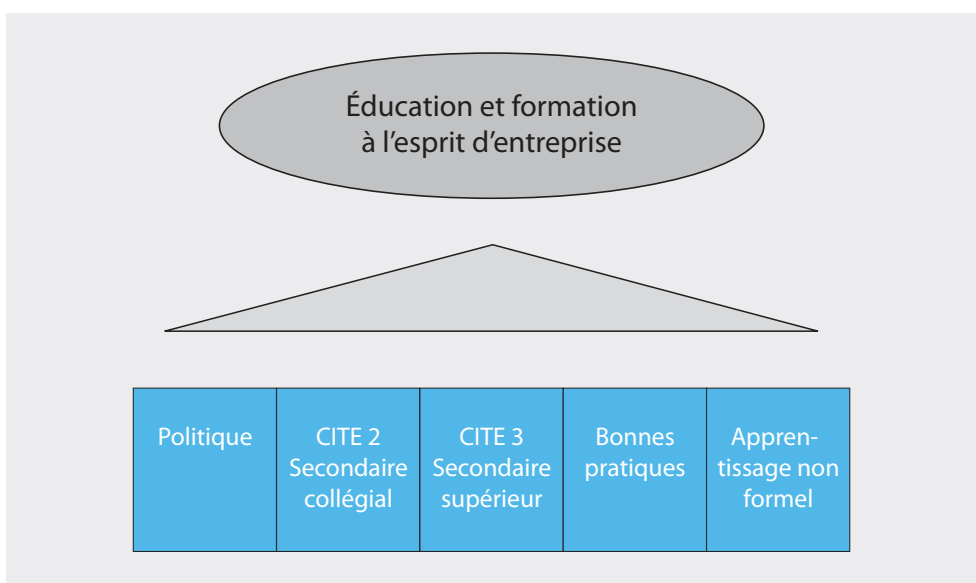 Éducation et formation
à l'esprit d'entreprise
Politique
CITE 2
Secondaire
collégial
CITE 3
Secondaire
supérieur
Bonnes
pratiques
Appren-
tissage non
formel